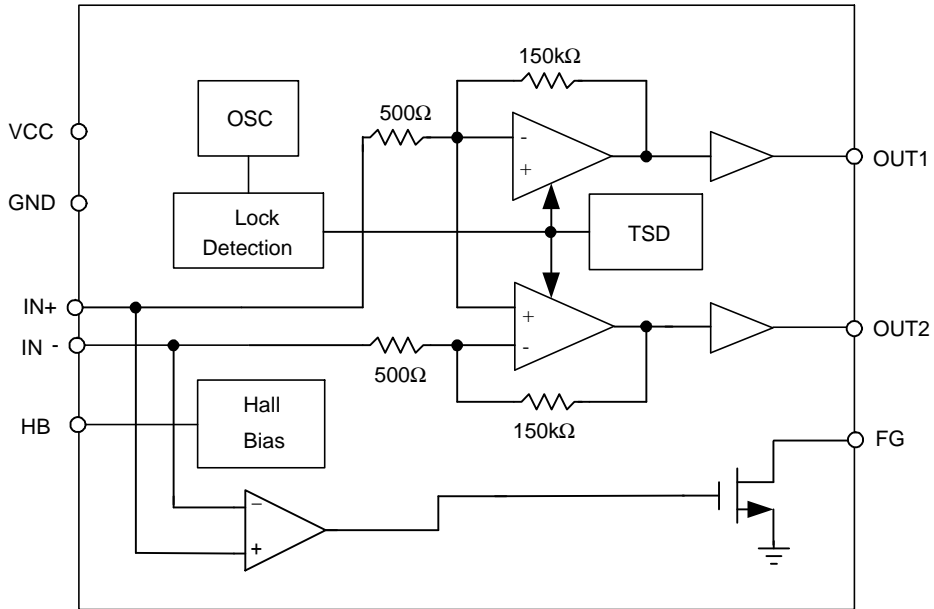 150kΩ
OSC
500Ω
VCC
-
+
OUT1
GND
Lock
Detection
TSD
IN+
+
OUT2
IN -
-
500Ω
Hall
Bias
150kΩ
HB
FG
−
+